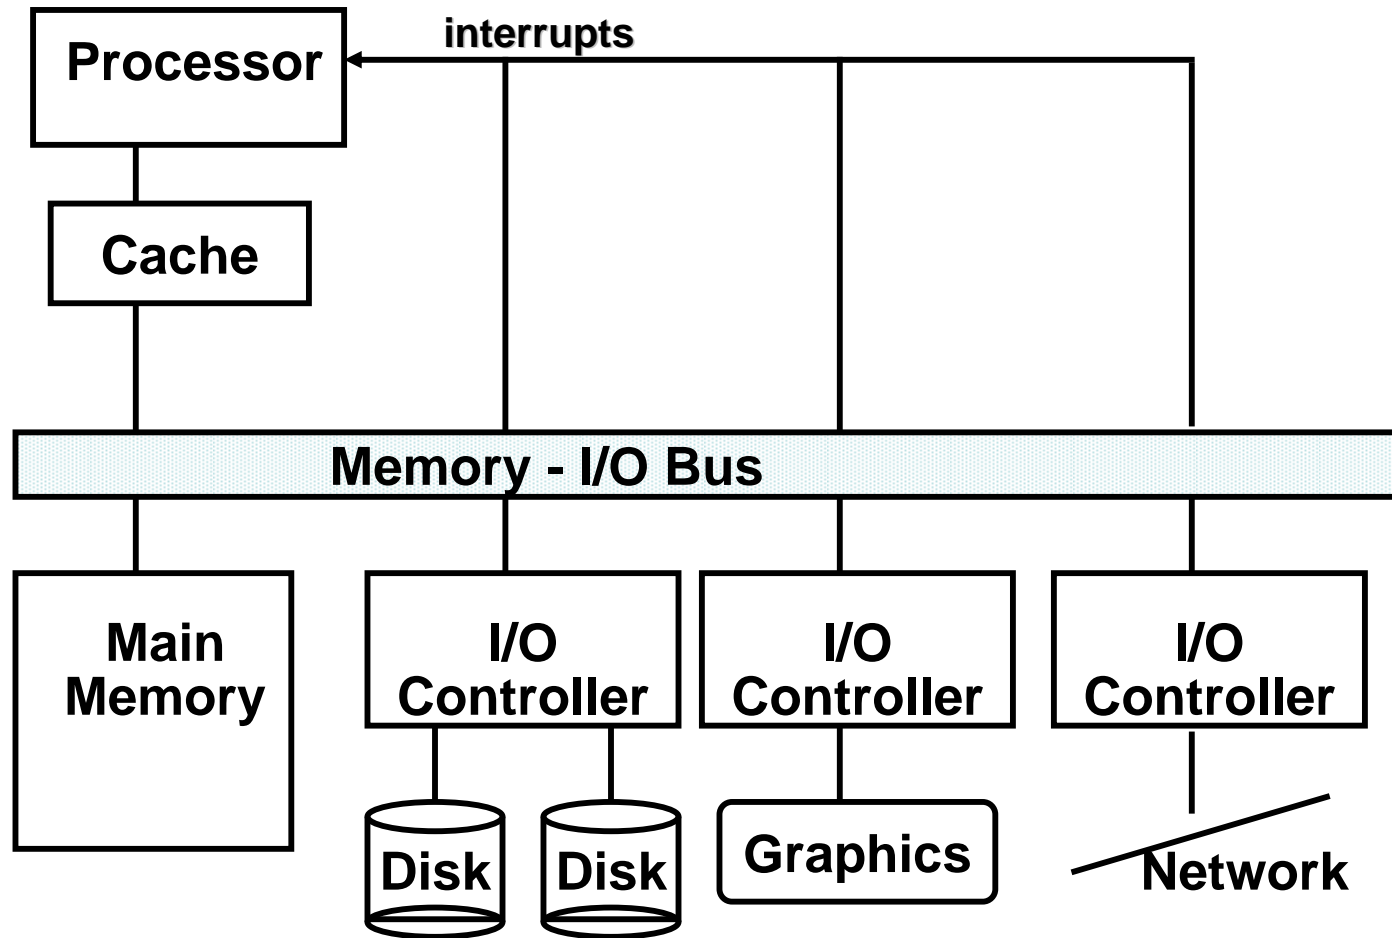 interrupts
Processor
Cache
Memory - I/O Bus
Main
Memory
I/O
Controller
I/O
Controller
I/O
Controller
Disk
Disk
Graphics
Network